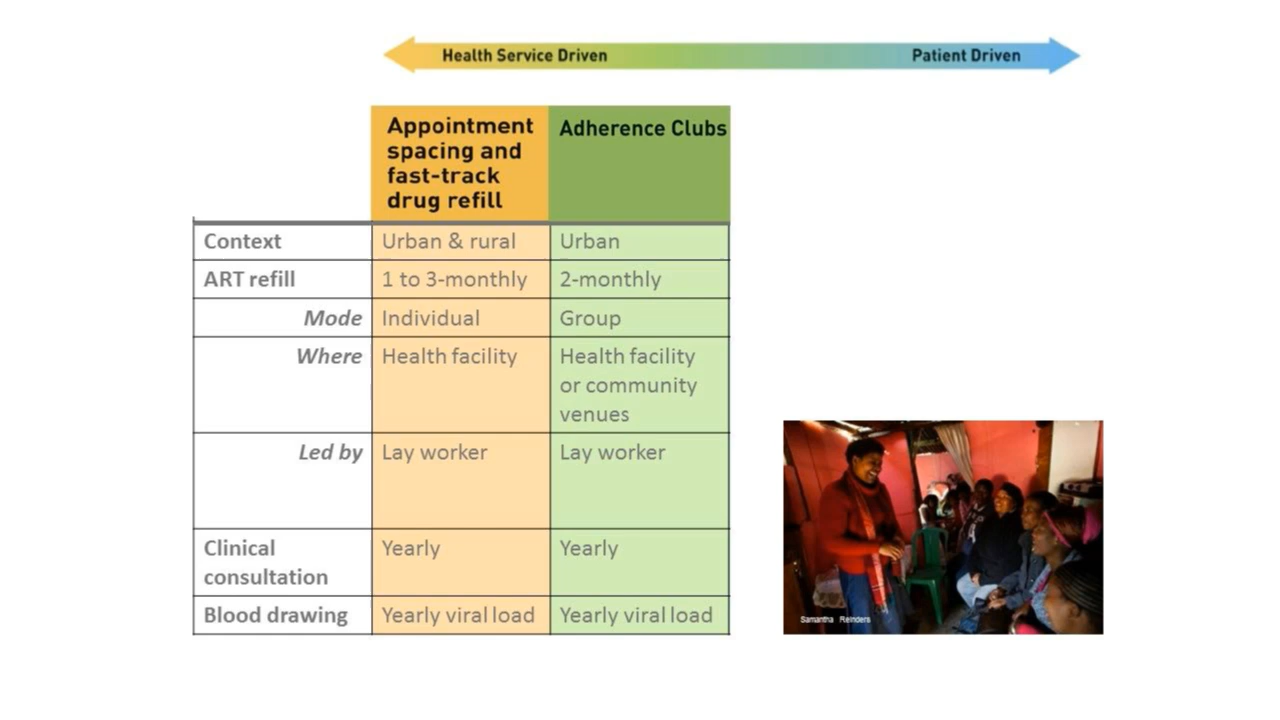 Health Service Driven
Patient Driven
Appointment
spacing and
fast-track
drug refill
Adherence Clubs
Context
Urban & rural
Urban
ART refill
1 to 3-monthly
2-monthly
Mode
Individual
Group
Where
Health facility
Health facility
or community
venues
Led by
Lay worker
Lay worker
Clinical
consultation
Yearly
Yearly
Blood drawing
Yearly viral load
Yearly viral load
Samantha Reinders